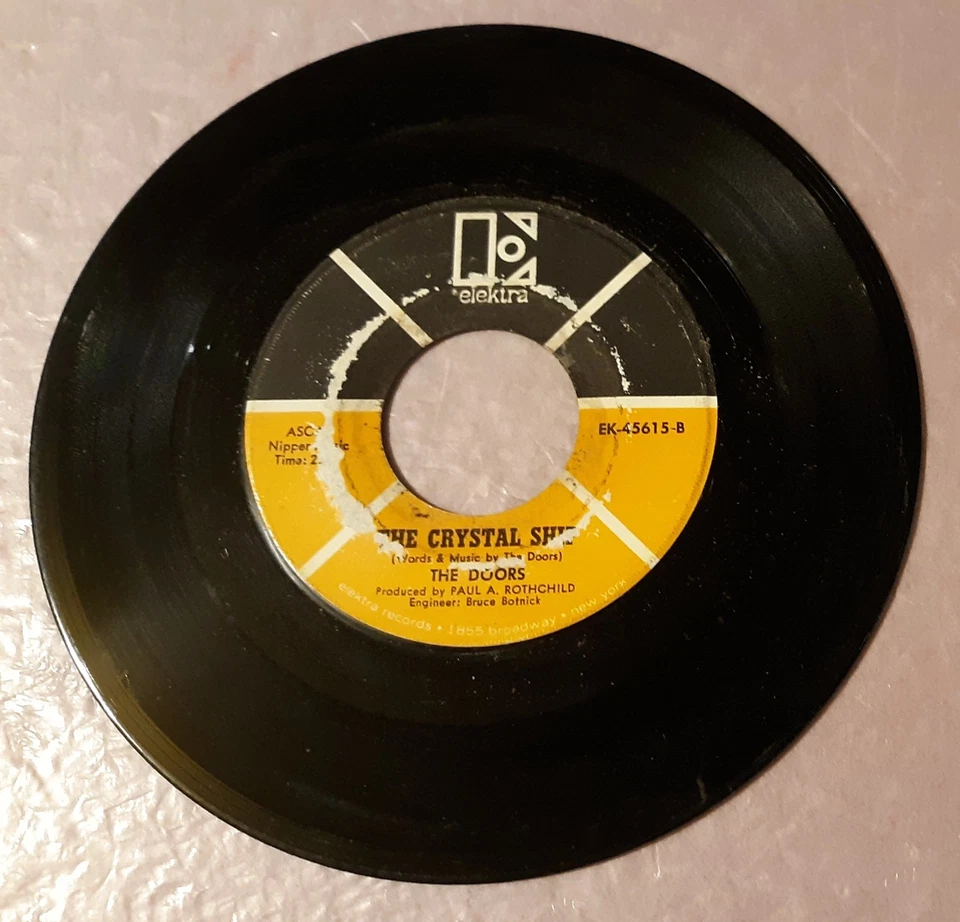 elektra
ASC
Nipper
Time: 2:
EK-45615-B
THE CRYSTAL SHIP
(Words & Music by The Doors)
THE DOORS
Produced by PAUL A. ROTHCHILD
Engineer: Bruce Botnick
elektra records • 1855 broadway • new york